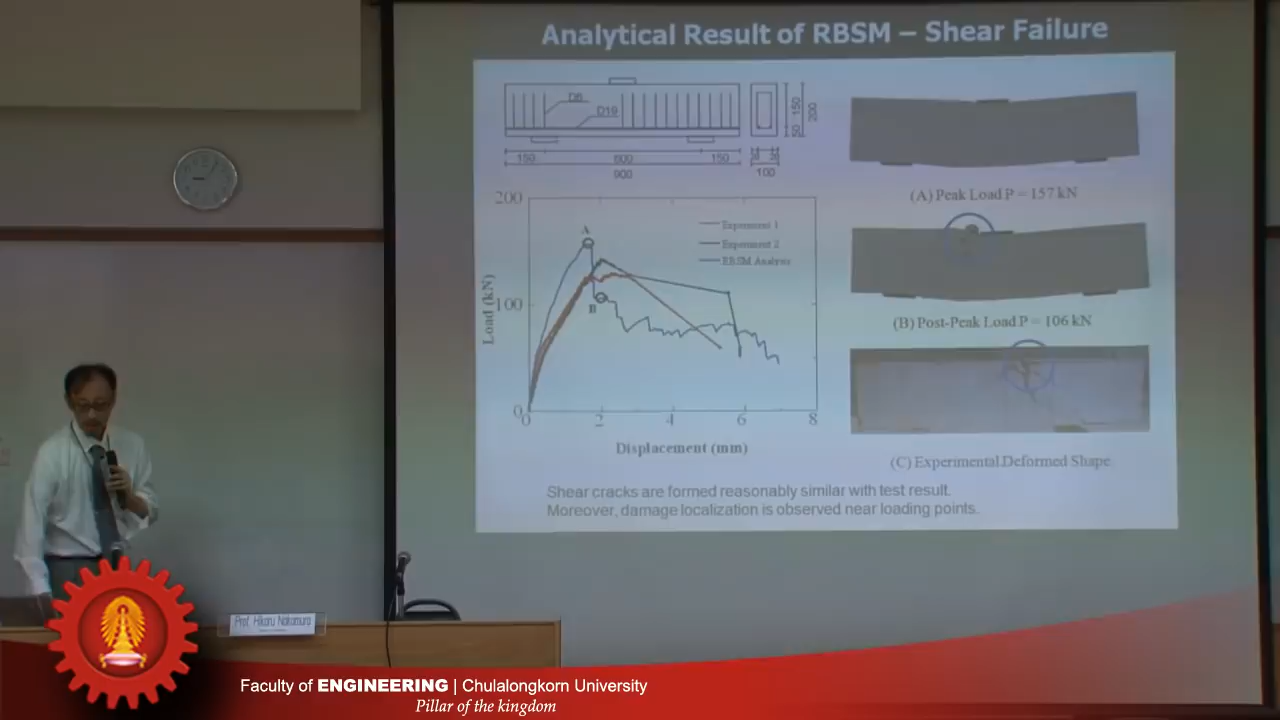 Analytical Result of RBSM – Shear Failure
D6
D19
150
600
150
900
100
50
150
200
200
100
0
0
2
4
6
8
Load (kN)
Displacement (mm)
A
B
Experiment 1
Experiment 2
RBSM Analysis
(A) Peak Load P = 157 kN
(B) Post-Peak Load P = 106 kN
(C) Experimental Deformed Shape
Shear cracks are formed reasonably similar with test result.
Moreover, damage localization is observed near loading points.
Prof. Hikaru Nakamura
Faculty of ENGINEERING | Chulalongkorn University
Pillar of the kingdom